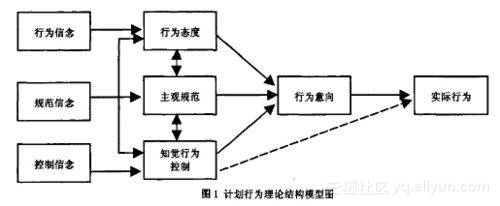 行为信念
行为态度
规范信念
主观规范
行为意向
实际行为
控制信念
知觉行为
控制
图1 计划行为理论结构模型图
云栖社区 yq.aliyun.com